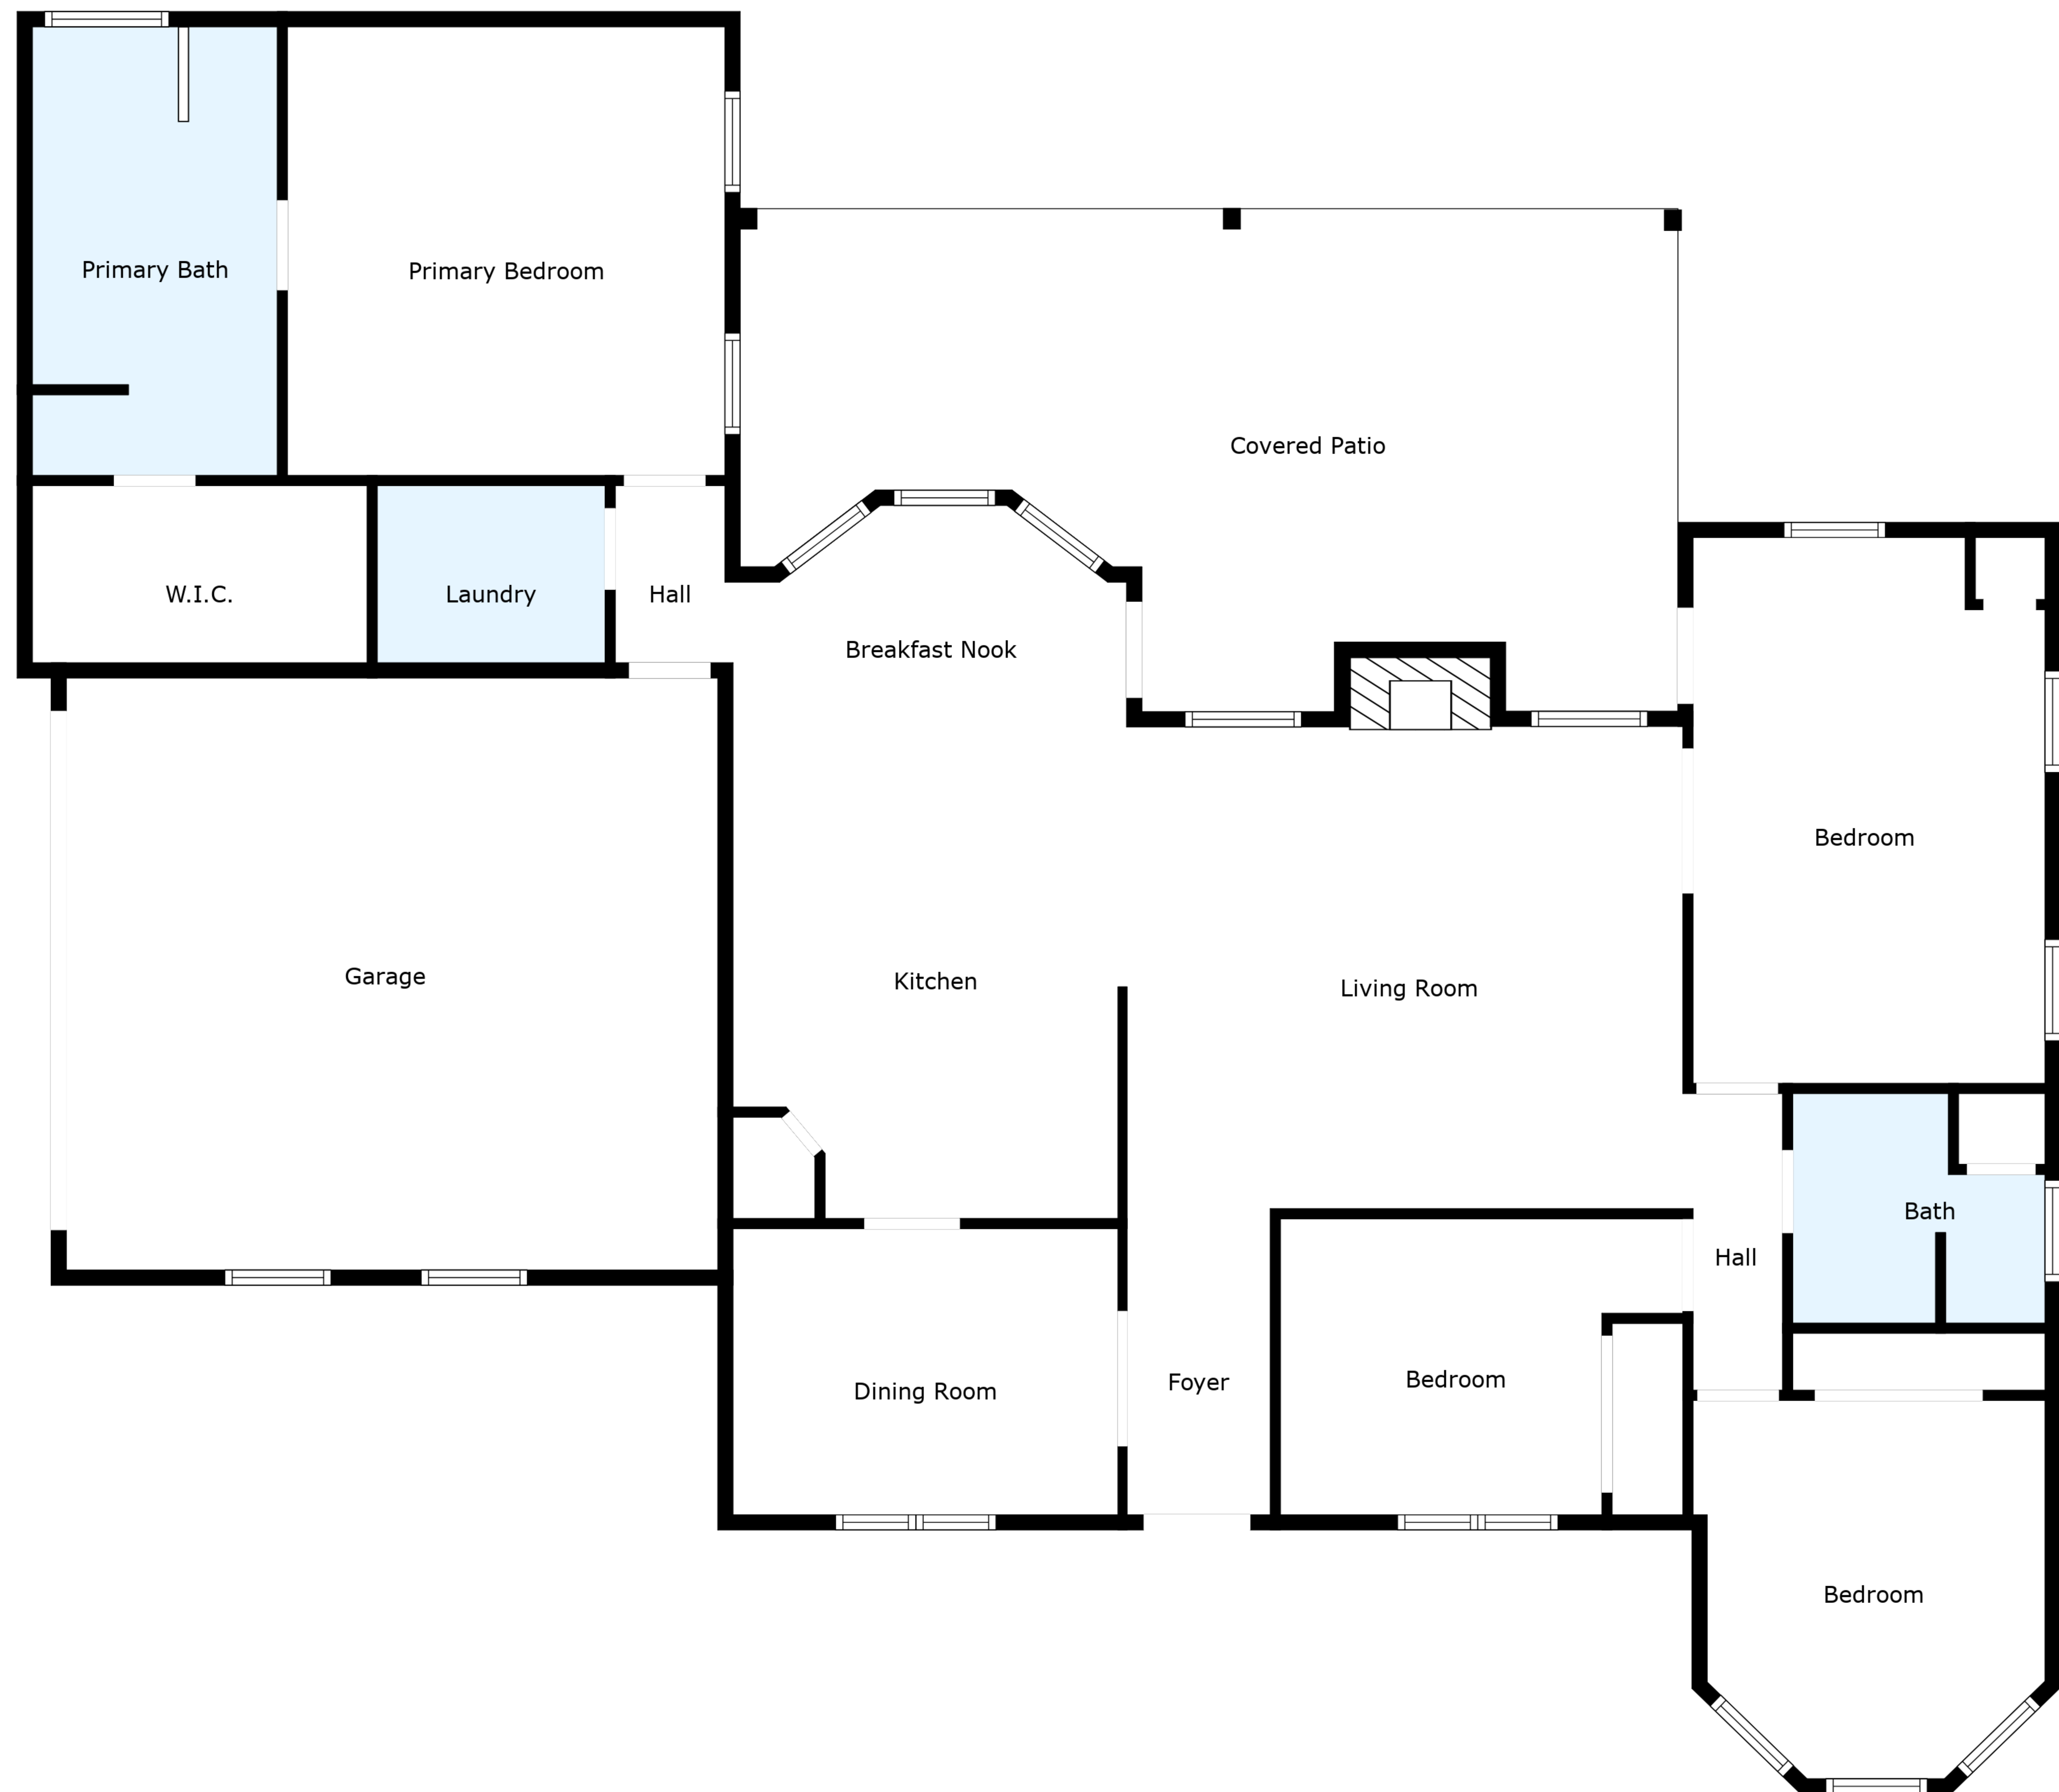 Primary Bath
Primary Bedroom
Covered Patio
W.I.C.
Laundry
Hall
Breakfast Nook
Bedroom
Garage
Kitchen
Living Room
Bath
Hall
Dining Room
Foyer
Bedroom
Bedroom